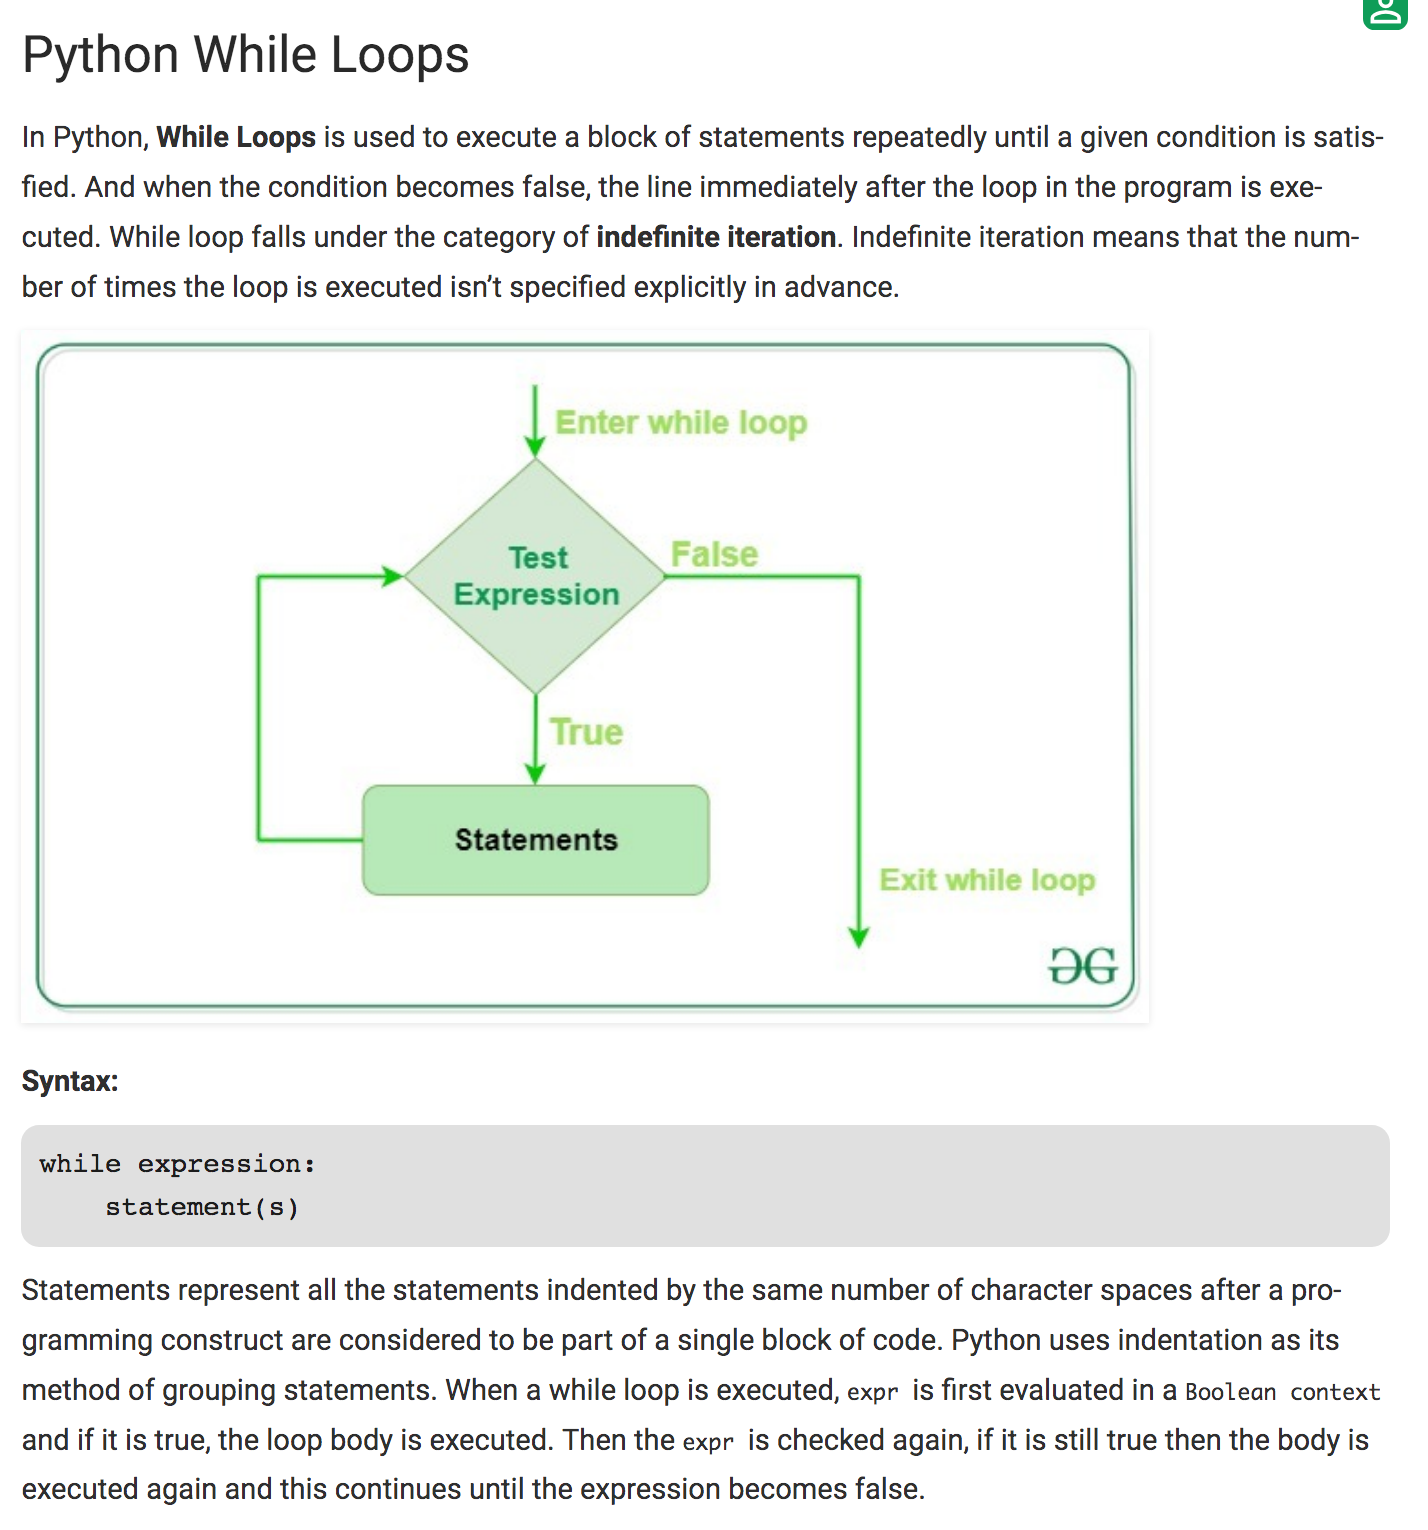 Python While Loops
In Python, While Loops is used to execute a block of statements repeatedly until a given condition is satis-
fied. And when the condition becomes false, the line immediately after the loop in the program is exe-
cuted. While loop falls under the category of indefinite iteration. Indefinite iteration means that the num-
ber of times the loop is executed isn’t specified explicitly in advance.
Enter while loop
Test
Expression
False
True
Statements
Exit while loop
Syntax:
while expression:
    statement(s)
Statements represent all the statements indented by the same number of character spaces after a pro-
gramming construct are considered to be part of a single block of code. Python uses indentation as its
method of grouping statements. When a while loop is executed, expr is first evaluated in a Boolean context
and if it is true, the loop body is executed. Then the expr is checked again, if it is still true then the body is
executed again and this continues until the expression becomes false.